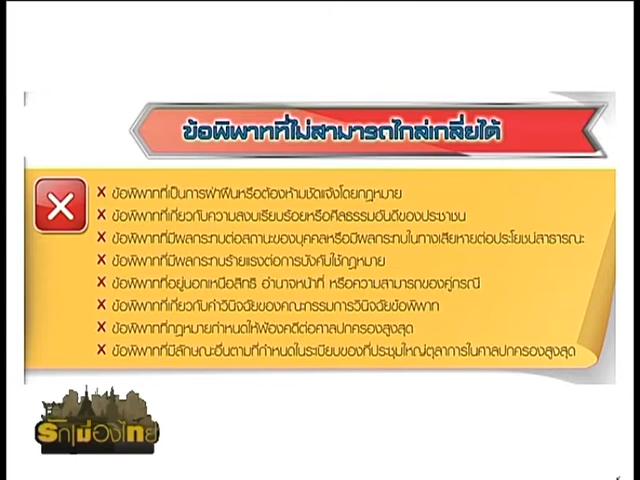 ข้อพิพาทที่ไม่สามารถไกล่เกลี่ยได้
ข้อพิพาทที่เป็นการฝ่าฝืนหรือต้องห้ามชัดแจ้งโดยกฎหมาย
ข้อพิพาทที่เกี่ยวกับความสงบเรียบร้อยหรือศีลธรรมอันดีของประชาชน
ข้อพิพาทที่มีผลกระทบต่อสถานะของบุคคลหรือมีผลกระทบในทางเสียหายต่อประโยชน์สาธารณะ
ข้อพิพาทที่มีผลกระทบร้ายแรงต่อการบังคับใช้กฎหมาย
ข้อพิพาทที่อยู่นอกเหนือสิทธิ อำนาจหน้าที่ หรือความสามารถของคู่กรณี
ข้อพิพาทที่เกี่ยวกับคำวินิจฉัยของคณะกรรมการวินิจฉัยข้อพิพาท
ข้อพิพาทที่กฎหมายกำหนดให้ฟ้องคดีต่อศาลปกครองสูงสุด
ข้อพิพาทที่มีลักษณะอื่นตามที่กำหนดในระเบียบของที่ประชุมใหญ่ตุลาการในศาลปกครองสูงสุด
รักเมืองไทย